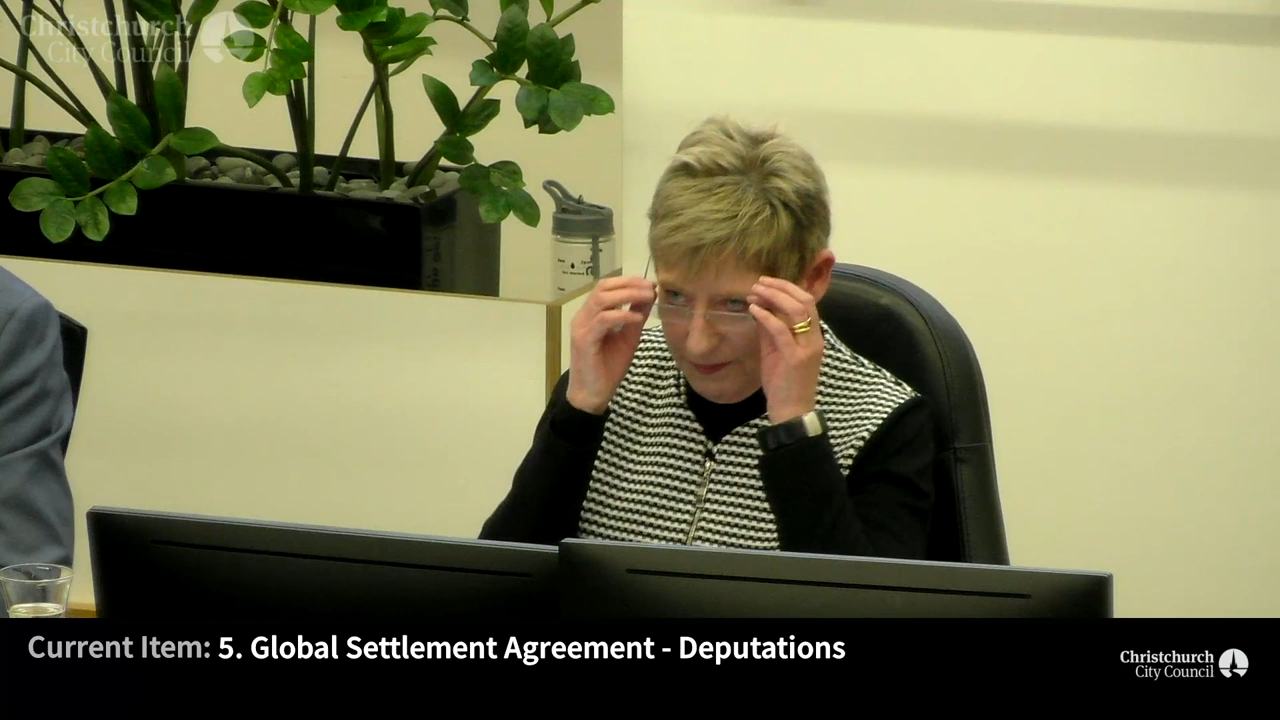 Christchurch
City Council
Current Item: 5. Global Settlement Agreement - Deputations
Christchurch
City Council